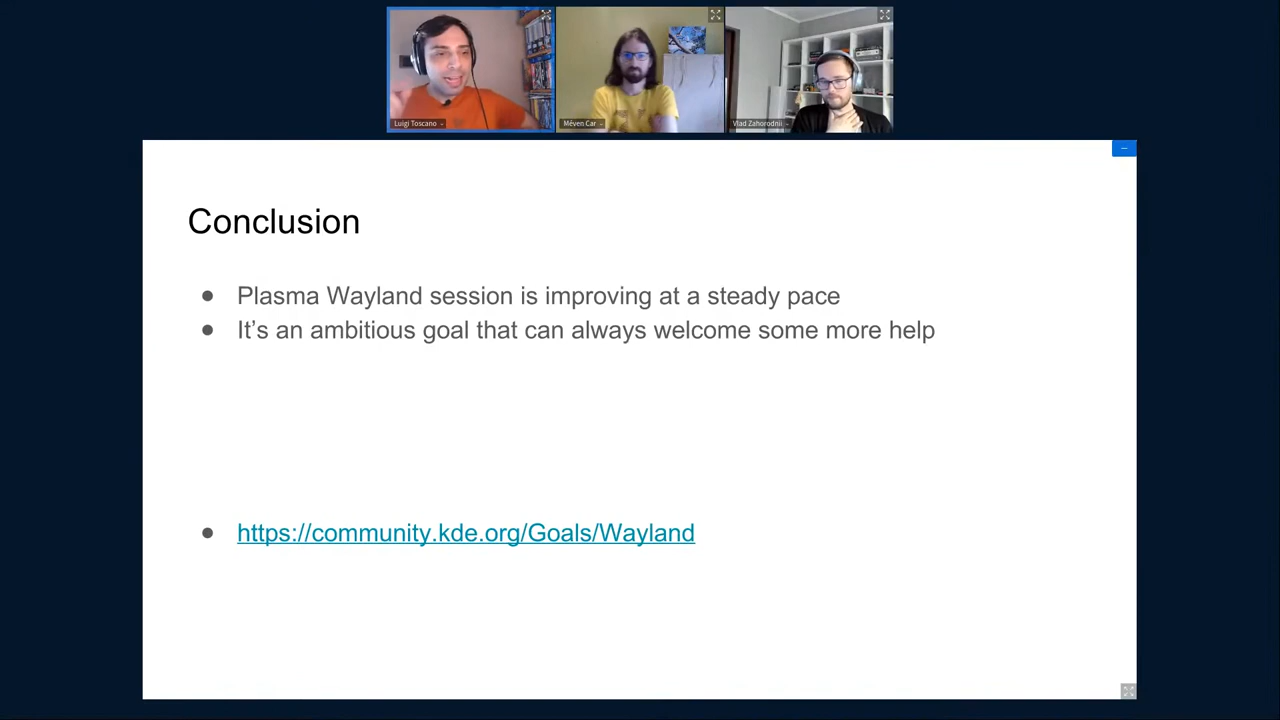 Luigi Toscano
Méven Car
Vlad Zahorodnii
Conclusion
● Plasma Wayland session is improving at a steady pace
● It’s an ambitious goal that can always welcome some more help
● https://community.kde.org/Goals/Wayland